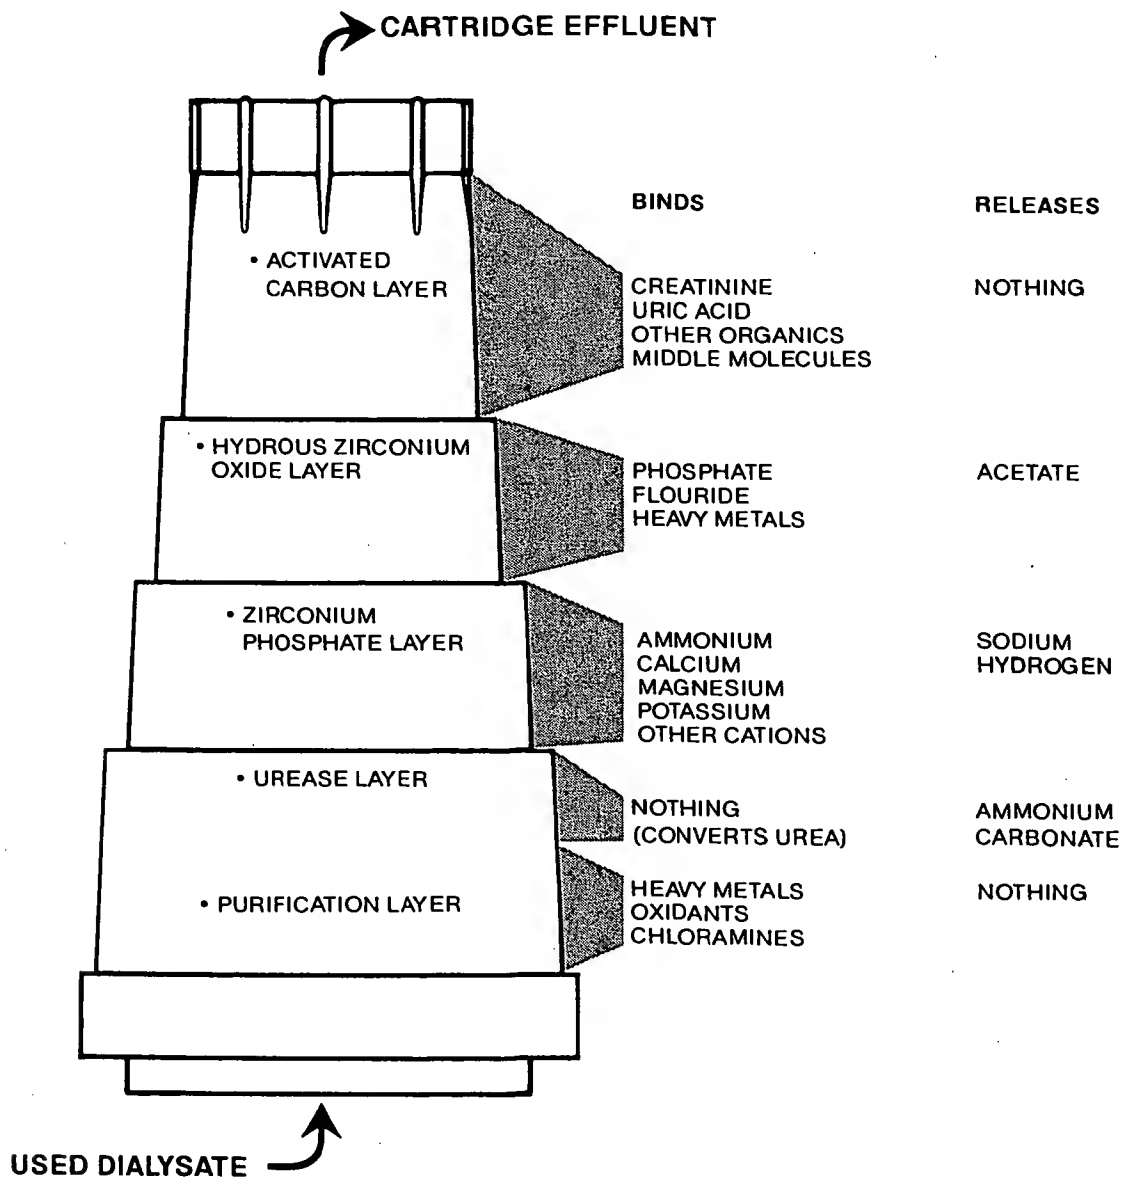 CARTRIDGE EFFLUENT
BINDS
RELEASES
• ACTIVATED
CARBON LAYER
CREATININE
URIC ACID
OTHER ORGANICS
MIDDLE MOLECULES
NOTHING
• HYDROUS ZIRCONIUM
OXIDE LAYER
PHOSPHATE
FLOURIDE
HEAVY METALS
ACETATE
• ZIRCONIUM
PHOSPHATE LAYER
AMMONIUM
CALCIUM
MAGNESIUM
POTASSIUM
OTHER CATIONS
SODIUM
HYDROGEN
• UREASE LAYER
NOTHING
(CONVERTS UREA)
AMMONIUM
CARBONATE
• PURIFICATION LAYER
HEAVY METALS
OXIDANTS
CHLORAMINES
NOTHING
USED DIALYSATE